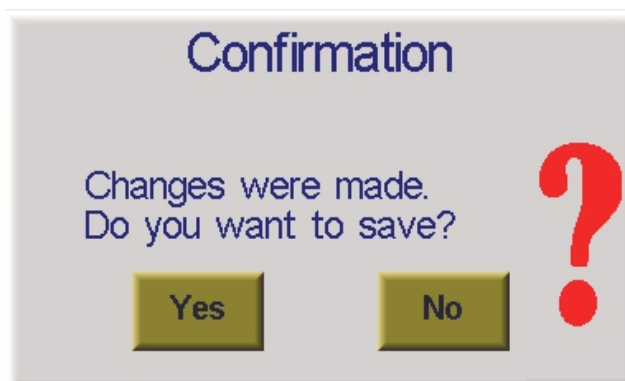 Confirmation
Changes were made.
Do you want to save?
Yes No
?